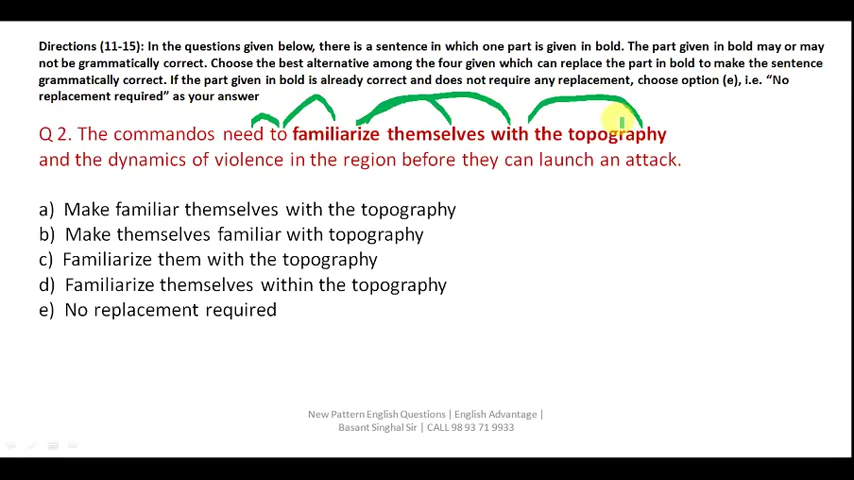 Directions (11-15): In the questions given below, there is a sentence in which one part is given in bold. The part given in bold may or may
not be grammatically correct. Choose the best alternative among the four given which can replace the part in bold to make the sentence
grammatically correct. If the part given in bold is already correct and does not require any replacement, choose option (e), i.e. “No
replacement required” as your answer
Q 2. The commandos need to familiarize themselves with the topography
and the dynamics of violence in the region before they can launch an attack.
a) Make familiar themselves with the topography
b) Make themselves familiar with topography
c) Familiarize them with the topography
d) Familiarize themselves within the topography
e) No replacement required
New Pattern English Questions | English Advantage |
Basant Singhal Sir | CALL 98 93 71 9933